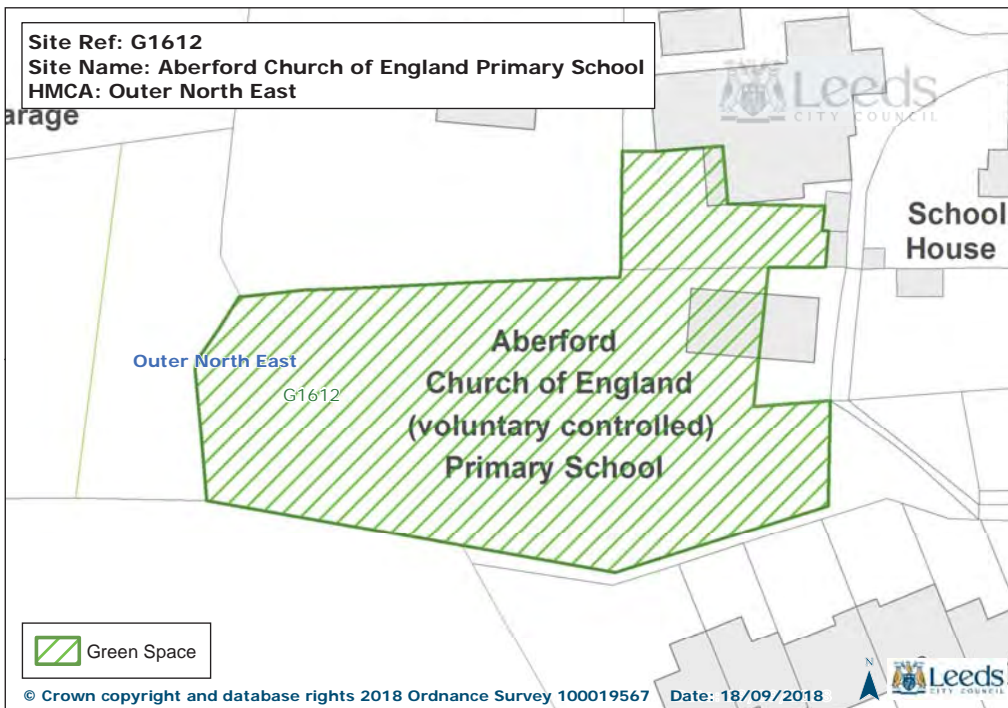 Site Ref: G1612
Site Name: Aberford Church of England Primary School
HMCA: Outer North East
Leeds
CITY COUNCIL
arage
School
House
Outer North East
G1612
Aberford
Church of England
(voluntary controlled)
Primary School
Green Space
N
Leeds
CITY COUNCIL
© Crown copyright and database rights 2018 Ordnance Survey 100019567 Date: 18/09/2018